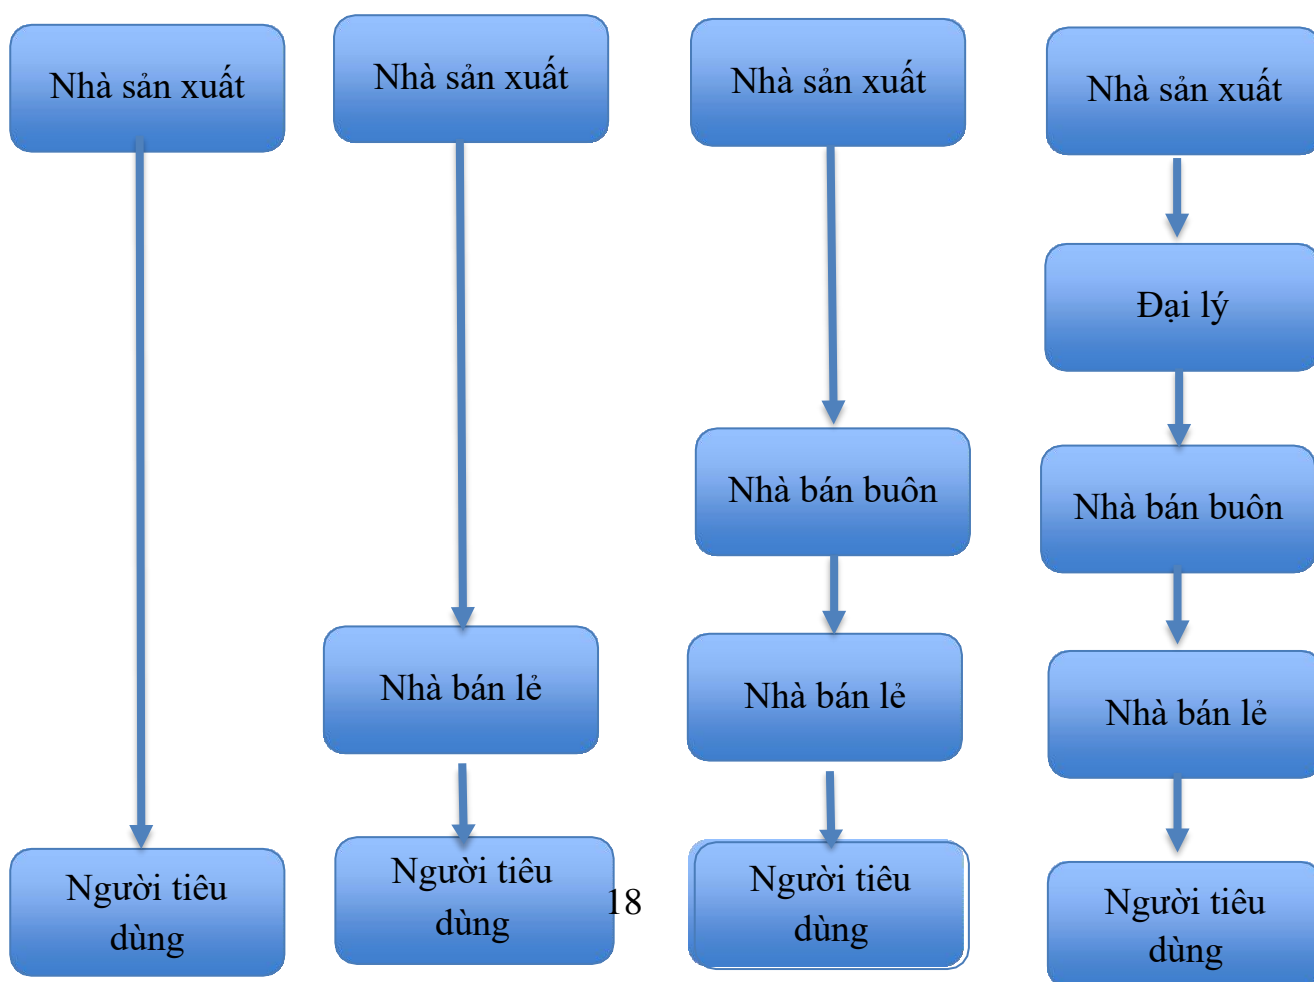 Nhà sản xuất
Nhà sản xuất
Nhà sản xuất
Nhà sản xuất
Đại lý
Nhà bán buôn
Nhà bán buôn
Nhà bán lẻ
Nhà bán lẻ
Nhà bán lẻ
Người tiêu
dùng
Người tiêu
dùng
18
Người tiêu
dùng
Người tiêu
dùng